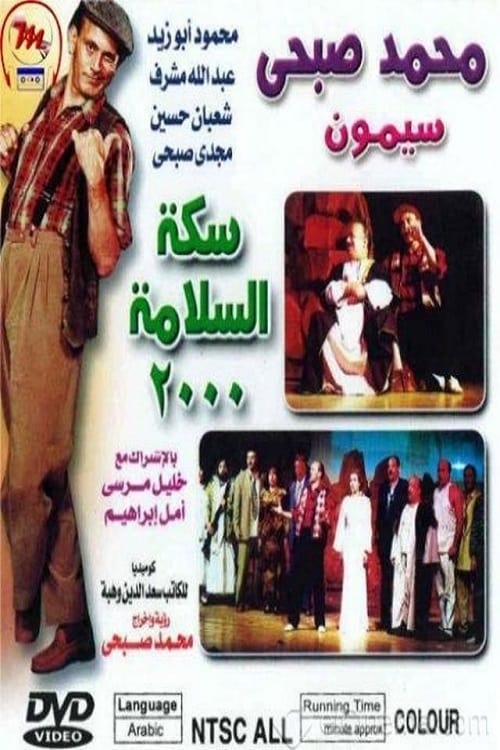 محمد صبحى
سيمون
محمود أبو زيد
عبد الله مشرف
شعبان حسين
مجدى صبحى
سكة
السلامة
٢٠٠٠
بالإشتراك مع
خليل مرسى
أمل إبراهيم
كوميديا
للكاتب سعد الدين وهبة
رؤية وإخراج
محمد صبحى
DVD
VIDEO
Language
Arabic
NTSC ALL
Running Time
minute approx
COLOUR